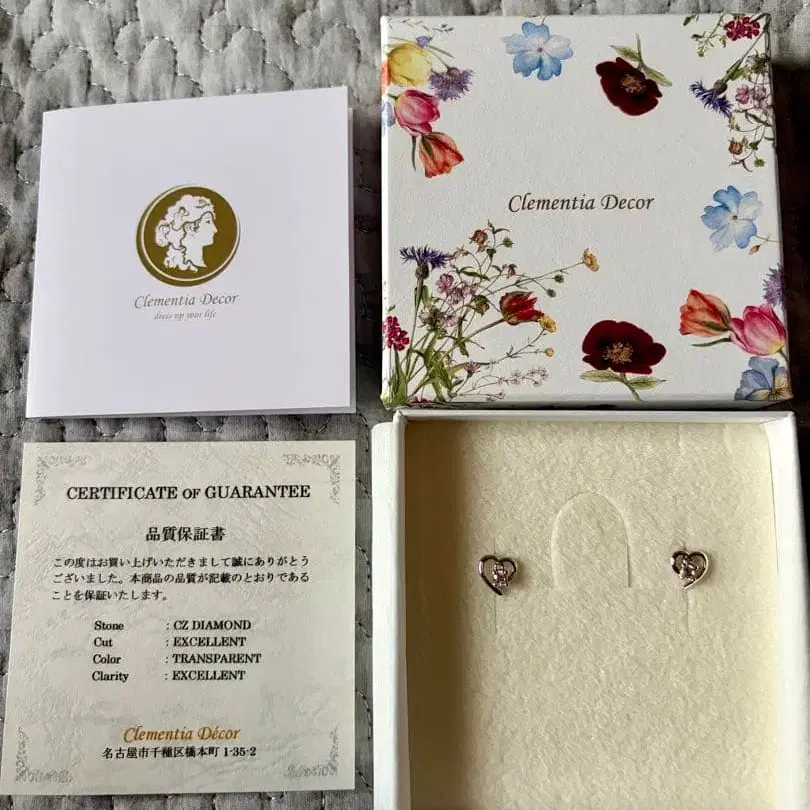 Clementia Decor
dress up your life
Clementia Decor
CERTIFICATE OF GUARANTEE
品質保証書
この度はお買い上げいただきまして誠にありがとう
ございました。本商品の品質が記載のとおりである
ことを保証いたします。
Stone : CZ DIAMOND
Cut : EXCELLENT
Color : TRANSPARENT
Clarity : EXCELLENT
Clementia Décor
名古屋市千種区橋本町 1-35-2